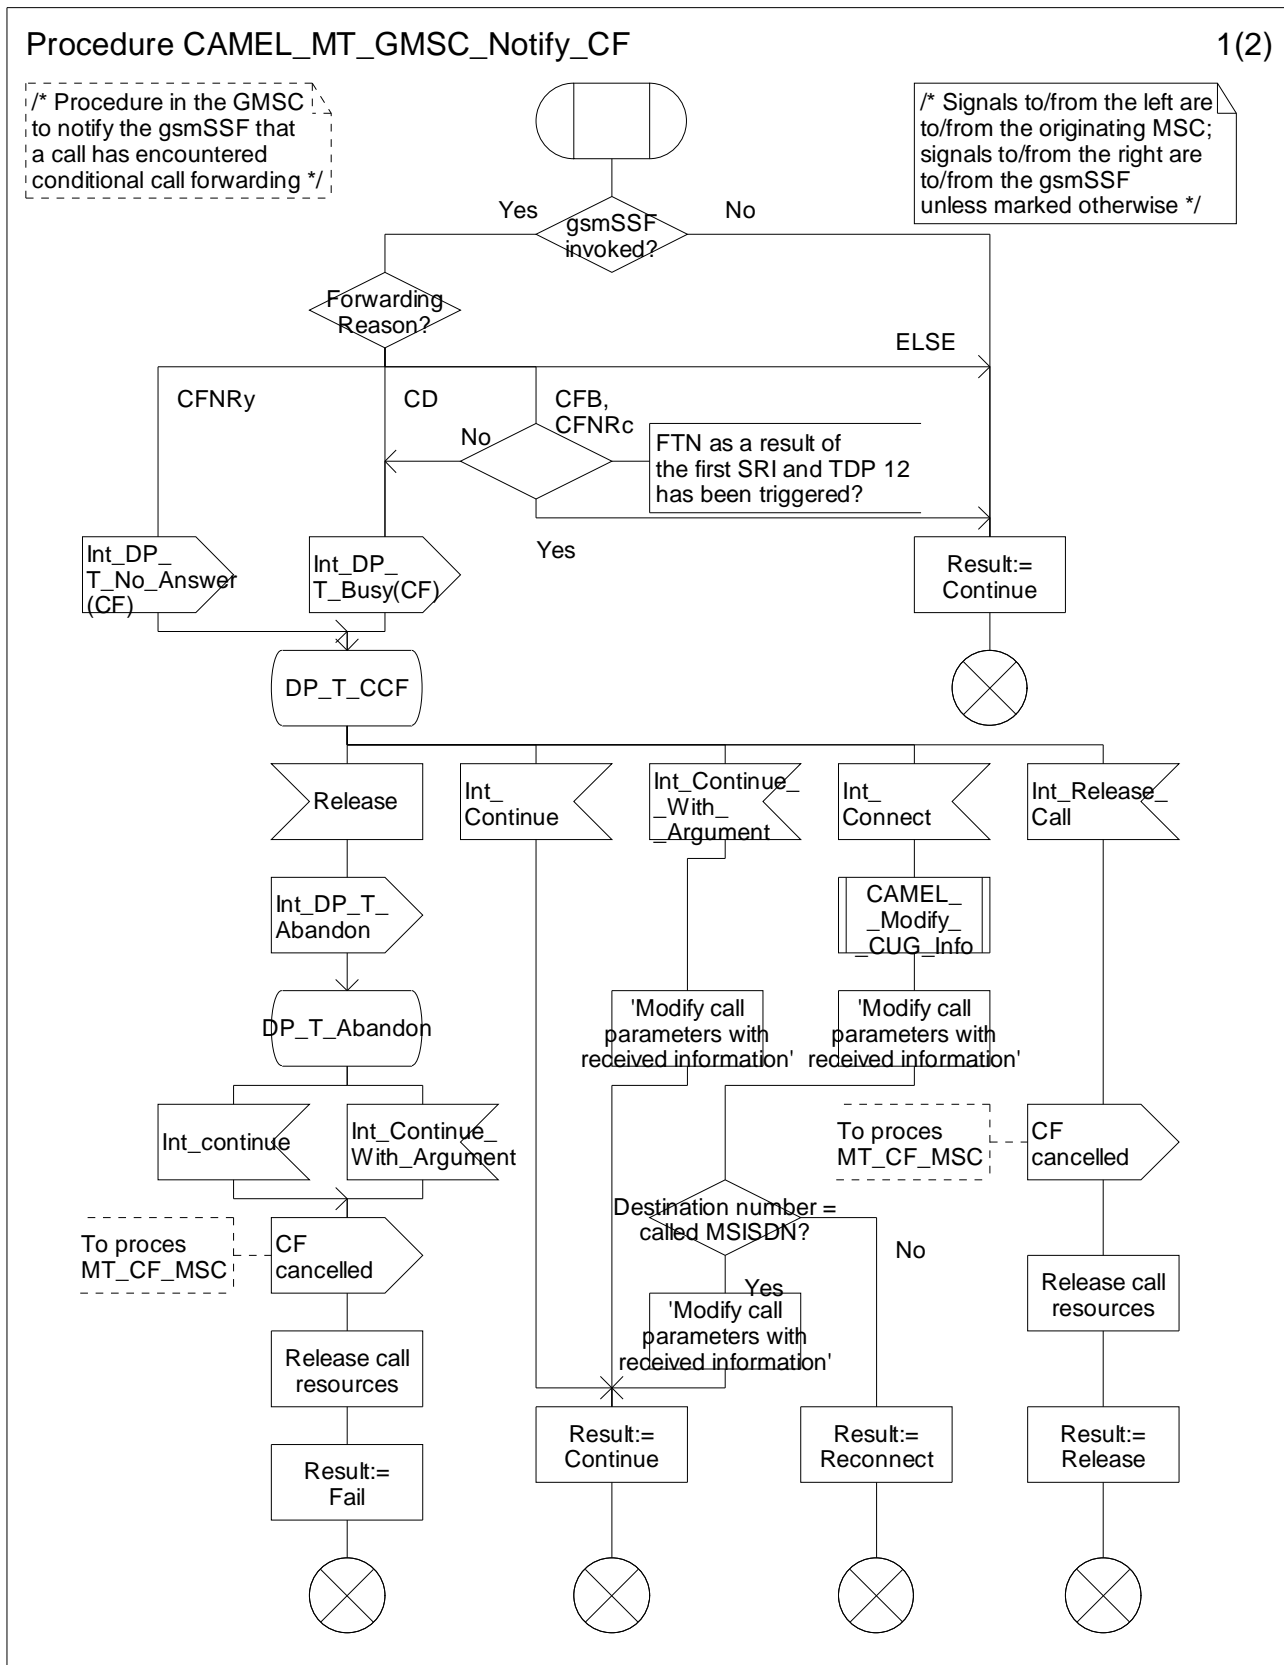 Procedure CAMEL_MT_GMSC_Notify_CF
1(2)
/* Procedure in the GMSC
to notify the gsmSSF that
a call has encountered
conditional call forwarding */
/* Signals to/from the left are
to/from the originating MSC;
signals to/from the right are
to/from the gsmSSF
unless marked otherwise */
Yes
gsmSSF
invoked?
No
Forwarding
Reason?
ELSE
CFNRy
CD
CFB,
CFNRc
No
FTN as a result of
the first SRI and TDP 12
has been triggered?
Yes
Int_DP_
T_No_Answer
(CF)
Int_DP_
T_Busy(CF)
Result:=
Continue
DP_T_CCF
Release
Int_
Continue
Int_Continue_
_With_
_Argument
Int_
Connect
Int_Release_
Call
Int_DP_T_
Abandon
CAMEL_
_Modify_
_CUG_Info
DP_T_Abandon
'Modify call
parameters with
received information'
'Modify call
parameters with
received information'
Int_continue
Int_Continue_
With_Argument
To proces
MT_CF_MSC
CF
cancelled
Destination number =
called MSISDN?
No
Yes
To proces
MT_CF_MSC
CF
cancelled
Release call
resources
'Modify call
parameters with
received information'
Release call
resources
Result:=
Continue
Result:=
Reconnect
Result:=
Release
Result:=
Fail